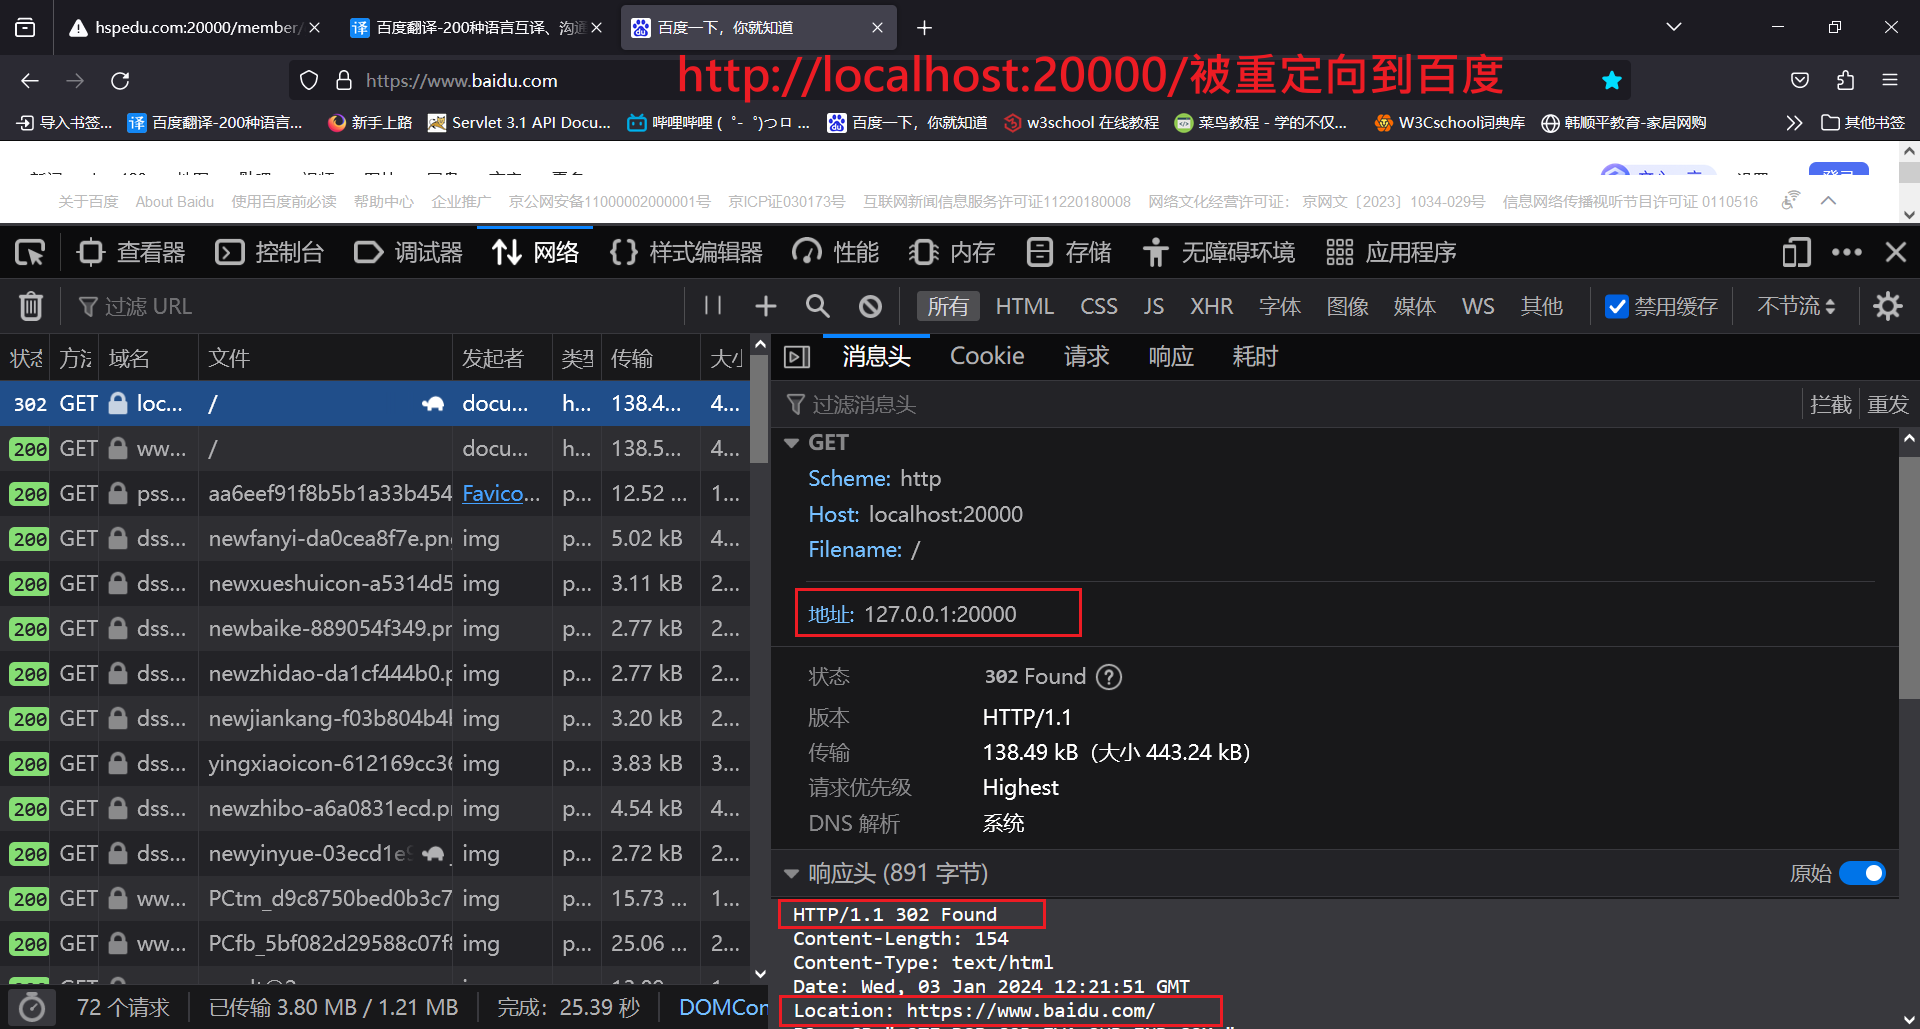 hspedu.com:20000/member/
百度翻译-200种语言互译、沟通
百度一下，你就知道
https://www.baidu.com
http://localhost:20000/被重定向到百度
导入书签... 百度翻译-200种语言... 新手上路 Servlet 3.1 API Docu... 哔哩哔哩 ( ゜- ゜)つロ ... 百度一下，你就知道 w3school 在线教程 菜鸟教程 - 学的不仅... W3Cschool词典库 韩顺平教育-家居网购 其他书签
关于百度 About Baidu 使用百度前必读 帮助中心 企业推广 京公网安备11000002000001号 京ICP证030173号 互联网新闻信息服务许可证11220180008 网络文化经营许可证： 京网文〔2023〕1034-029号 信息网络传播视听节目许可证 0110516
查看器 控制台 调试器 网络 样式编辑器 性能 内存 存储 无障碍环境 应用程序
过滤 URL 所有 HTML CSS JS XHR 字体 图像 媒体 WS 其他 禁用缓存 不节流
状态 方法 域名 文件 发起者 类型 传输 大小
302 GET loc... / docu... h... 138.4... 4...
200 GET ww... / docu... h... 138.5... 4...
200 GET pss... aa6eef91f8b5b1a33b454 Favico... p... 12.52 ... 1...
200 GET dss... newfanyi-da0cea8f7e.png img p... 5.02 kB 4...
200 GET dss... newxueshuicon-a5314d5 img p... 3.11 kB 2...
200 GET dss... newbaike-889054f349.pr img p... 2.77 kB 2...
200 GET dss... newzhidao-da1cf444b0.p img p... 2.77 kB 2...
200 GET dss... newjiankang-f03b804b4b img p... 3.20 kB 2...
200 GET dss... yingxiaoicon-612169cc36 img p... 3.83 kB 3...
200 GET dss... newzhibo-a6a0831ecd.pr img p... 4.54 kB 4...
200 GET dss... newyinyue-03ecd1e9 img p... 2.72 kB 2...
200 GET ww... PCtm_d9c8750bed0b3c7 img p... 15.73 ... 1...
200 GET ww... PCfb_5bf082d29588c07f8 img p... 25.06 ... 2...
72 个请求 已传输 3.80 MB / 1.21 MB 完成：25.39 秒 DOMCon
消息头 Cookie 请求 响应 耗时
过滤消息头 拦截 重发
GET
Scheme: http
Host: localhost:20000
Filename: /
地址: 127.0.0.1:20000
状态 302 Found
版本 HTTP/1.1
传输 138.49 kB（大小 443.24 kB）
请求优先级 Highest
DNS 解析 系统
响应头 (891 字节) 原始
HTTP/1.1 302 Found
Content-Length: 154
Content-Type: text/html
Date: Wed, 03 Jan 2024 12:21:51 GMT
Location: https://www.baidu.com/